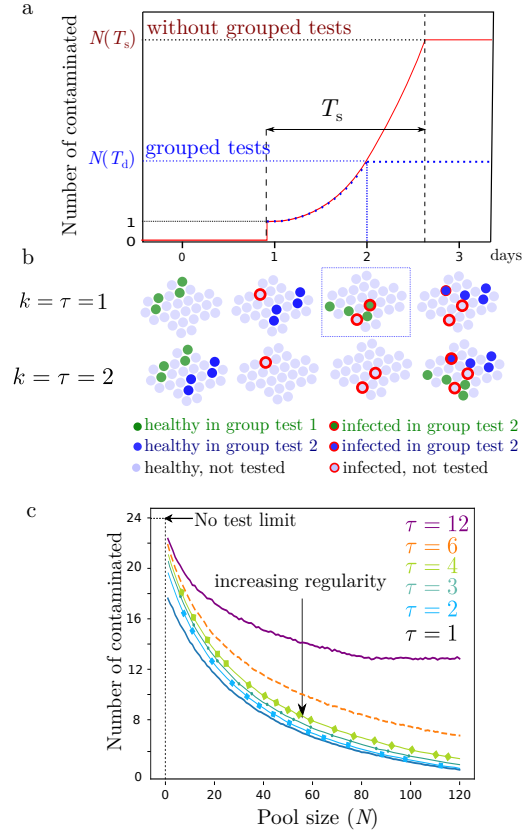 a
Number of contaminated
N(Ts) without grouped tests
Ts
N(Td) grouped tests
1
0
0 1 2 3 days
b
k = τ = 1
k = τ = 2
healthy in group test 1
infected in group test 2
healthy in group test 2
infected in group test 2
healthy, not tested
infected, not tested
c
Number of contaminated
24
20
16
12
8
0
No test limit
increasing regularity
τ = 12
τ = 6
τ = 4
τ = 3
τ = 2
τ = 1
0 20 40 60 80 100 120
Pool size (N)